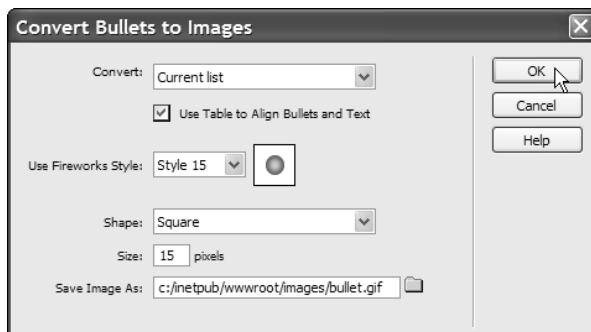 Convert Bullets to Images
Convert: Current list
Use Table to Align Bullets and Text
Use Fireworks Style: Style 15
Shape: Square
Size: 15 pixels
Save Image As: c:/inetpub/wwwroot/images/bullet.gif
OK
Cancel
Help